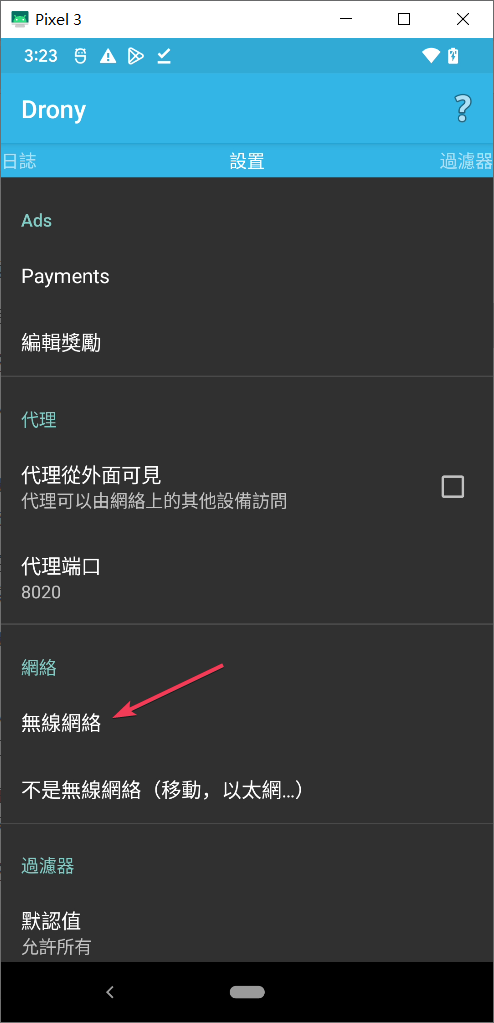 Pixel 3
3:23
Drony
日誌 設置 過濾器
Ads
Payments
編輯獎勵
代理
代理從外面可見
代理可以由網絡上的其他設備訪問
代理端口
8020
網絡
無線網絡
不是無線網絡（移動，以太網...）
過濾器
默認值
允許所有